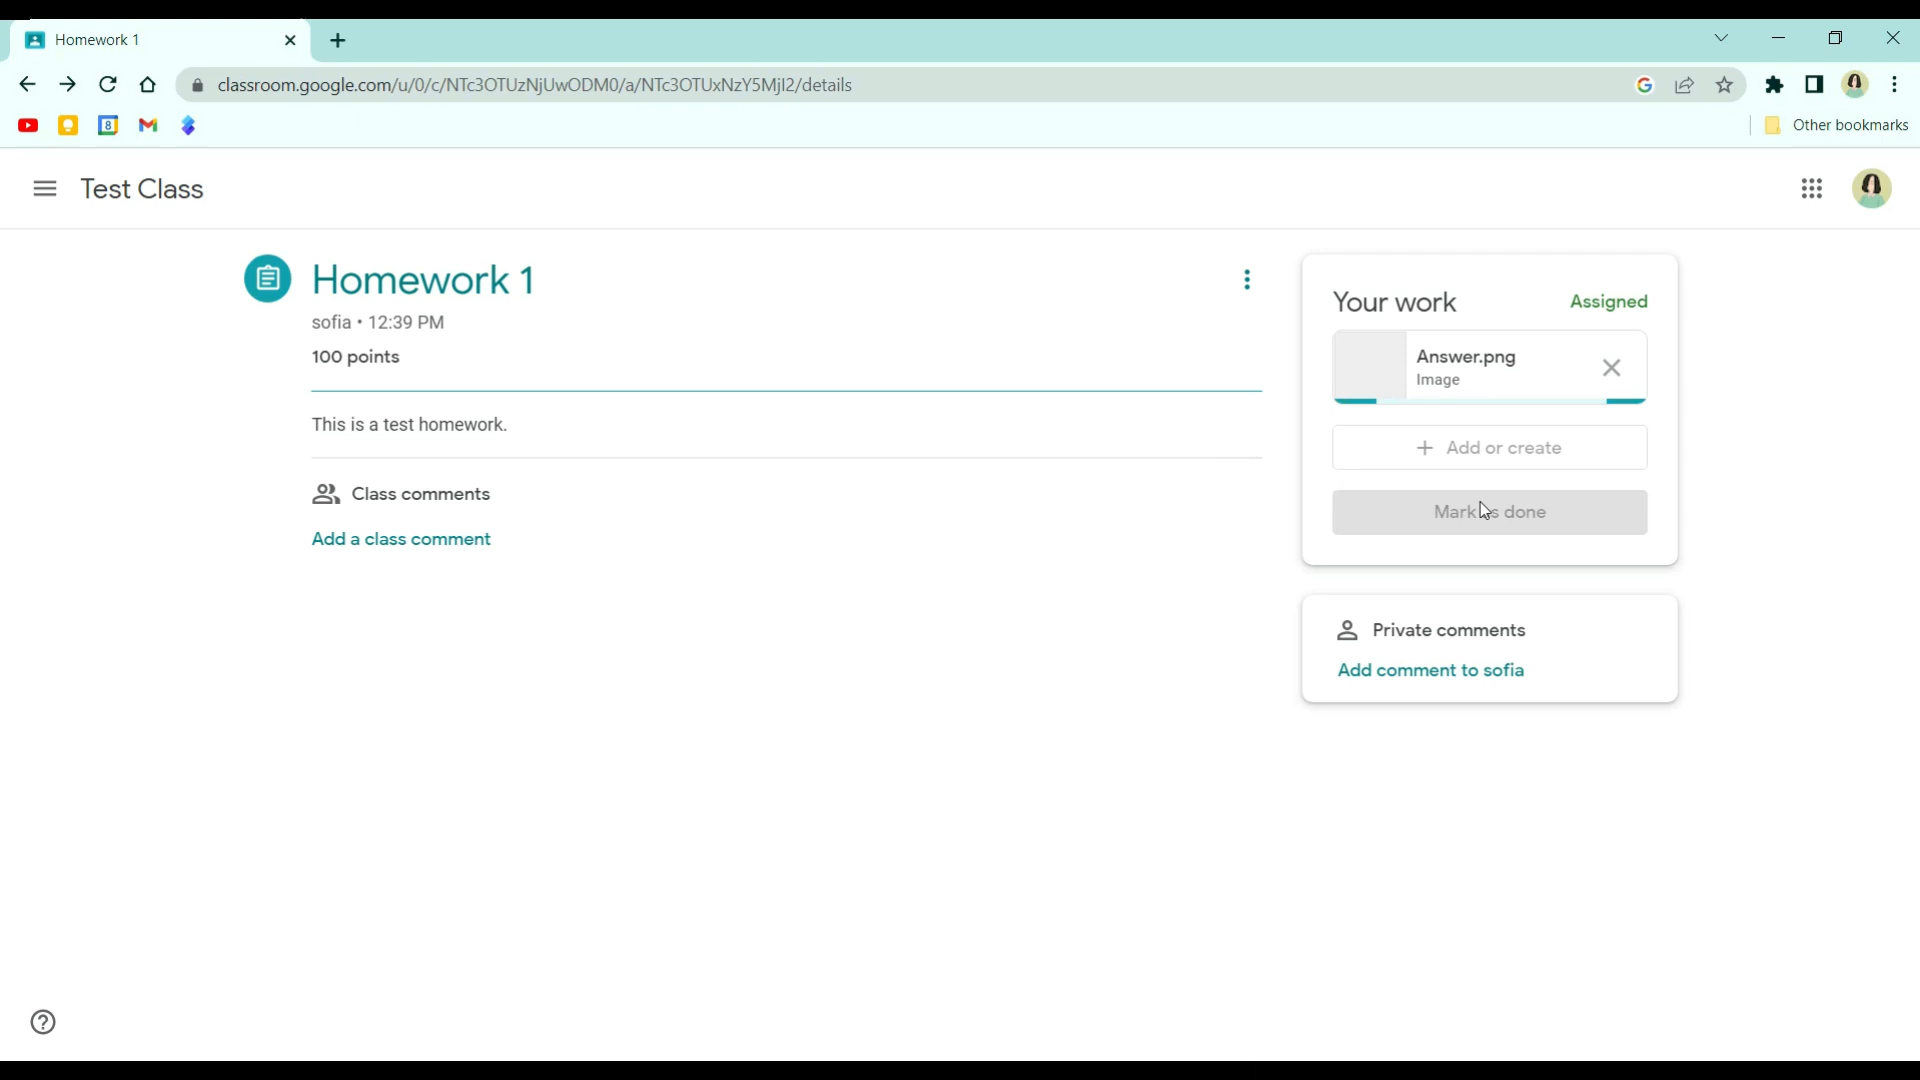 Homework 1
classroom.google.com/u/0/c/NTc3OTUzNjUwODM0/a/NTc3OTUxNzY5Mjl2/details
8
Other bookmarks
Test Class
Homework 1
sofia • 12:39 PM
100 points
This is a test homework.
Class comments
Add a class comment
Your work
Assigned
Answer.png
Image
+ Add or create
Mark as done
Private comments
Add comment to sofia